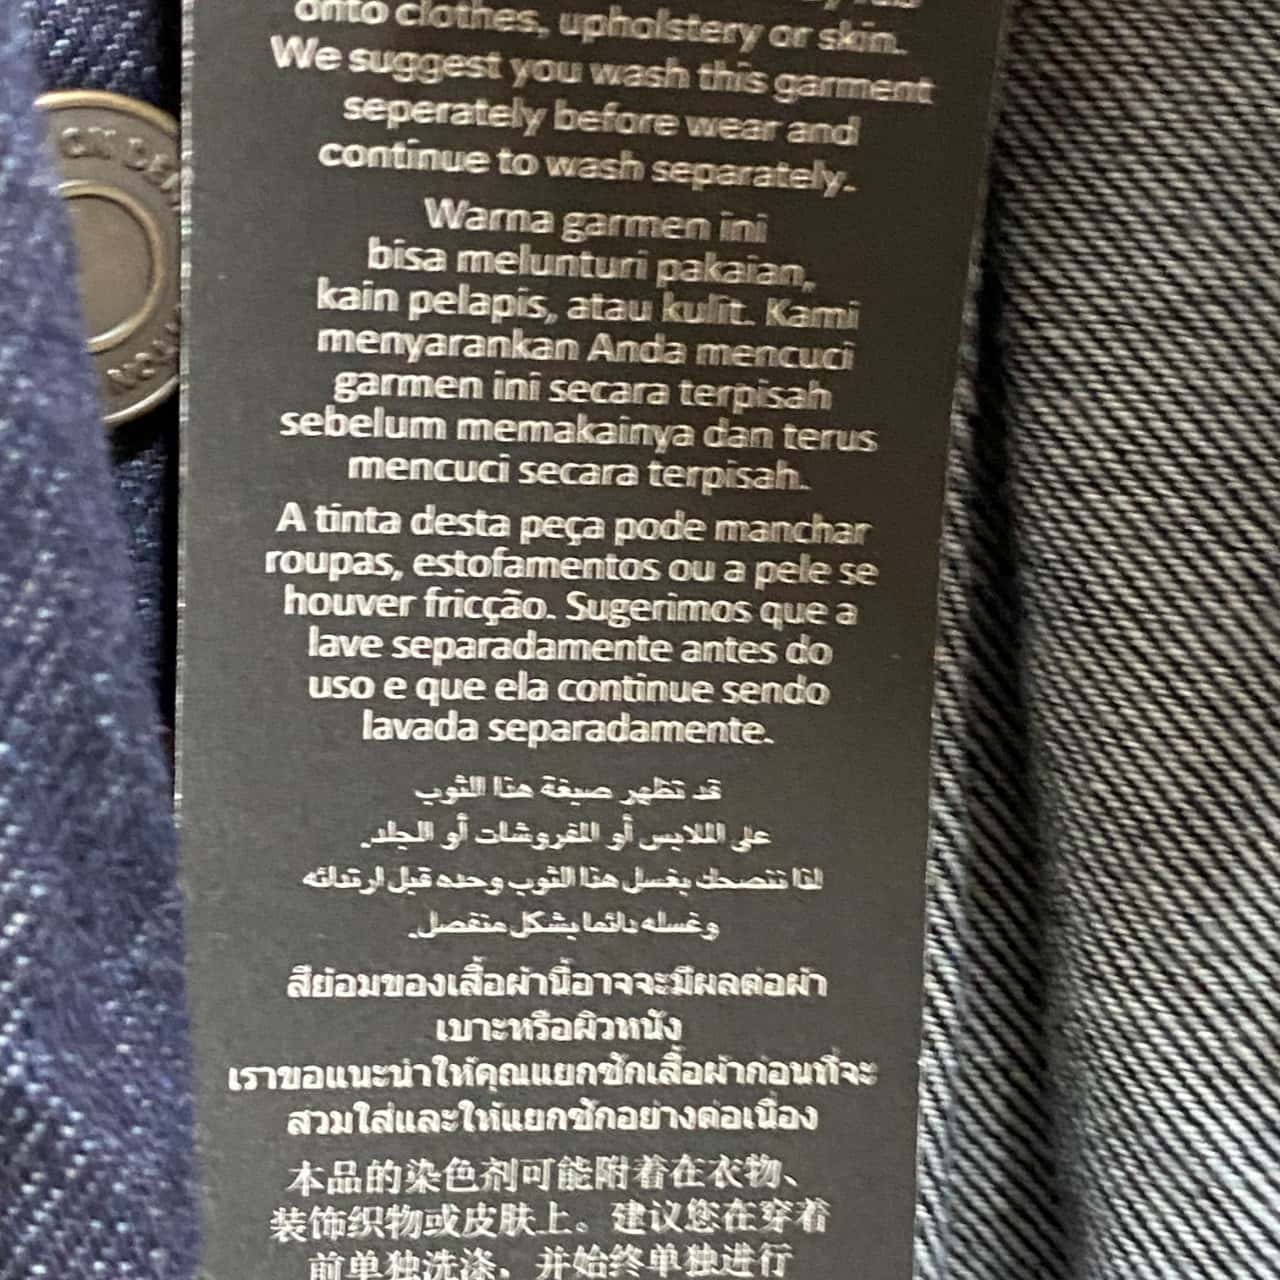 onto clothes, upholstery or skin.
We suggest you wash this garment
seperately before wear and
continue to wash separately.
Warna garmen ini
bisa melunturi pakaian,
kain pelapis, atau kulit. Kami
menyarankan Anda mencuci
garmen ini secara terpisah
sebelum memakainya dan terus
mencuci secara terpisah.
A tinta desta peça pode manchar
roupas, estofamentos ou a pele se
houver fricção. Sugerimos que a
lave separadamente antes do
uso e que ela continue sendo
lavada separadamente.
قد تظهر صبغة هذا الثوب
على الملابس أو المفروشات أو الجلد.
لذا ننصحك بغسل هذا الثوب وحده قبل ارتدائه
وغسله دائما بشكل منفصل.
สีย้อมของเสื้อผ้านี้อาจจะมีผลต่อผ้า
เบาะหรือผิวหนัง
เราขอแนะนำให้คุณแยกซักเสื้อผ้าก่อนที่จะ
สวมใส่และให้แยกซักอย่างต่อเนื่อง
本品的染色剂可能附着在衣物、
装饰织物或皮肤上。建议您在穿着
前单独洗涤，并始终单独进行
ON DEN